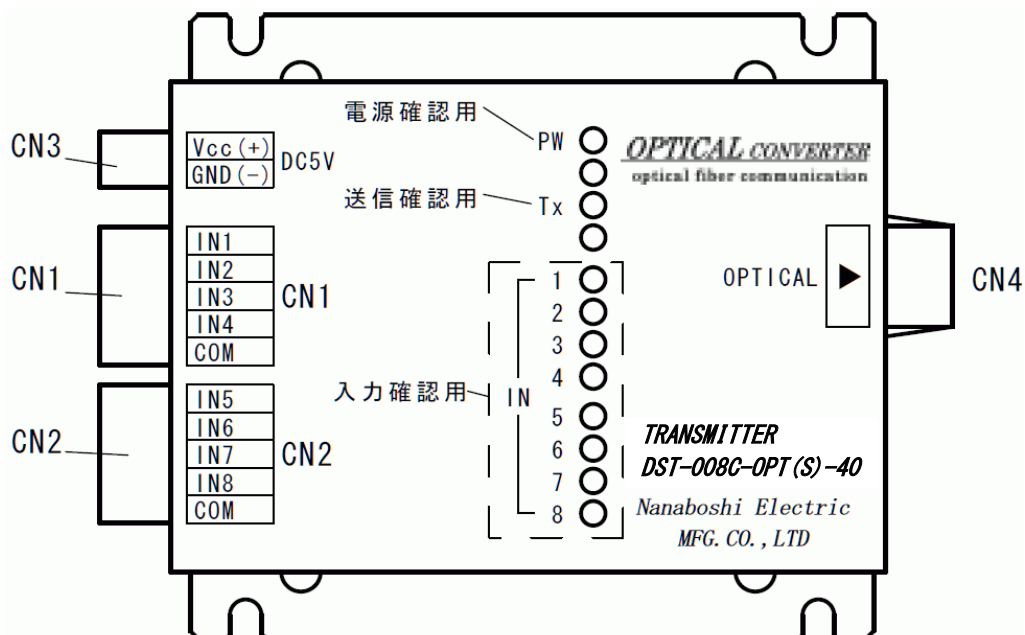 電源確認用
PW
送信確認用
Tx
CN3
Vcc(+)
GND(-)
DC5V
OPTICAL CONVERTER
optical fiber communication
CN1
IN1
IN2
IN3
IN4
COM
CN1
CN2
IN5
IN6
IN7
IN8
COM
CN2
入力確認用
IN
1
2
3
4
5
6
7
8
OPTICAL
CN4
TRANSMITTER
DST-008C-OPT(S)-40
Nanaboshi Electric
MFG.CO.,LTD